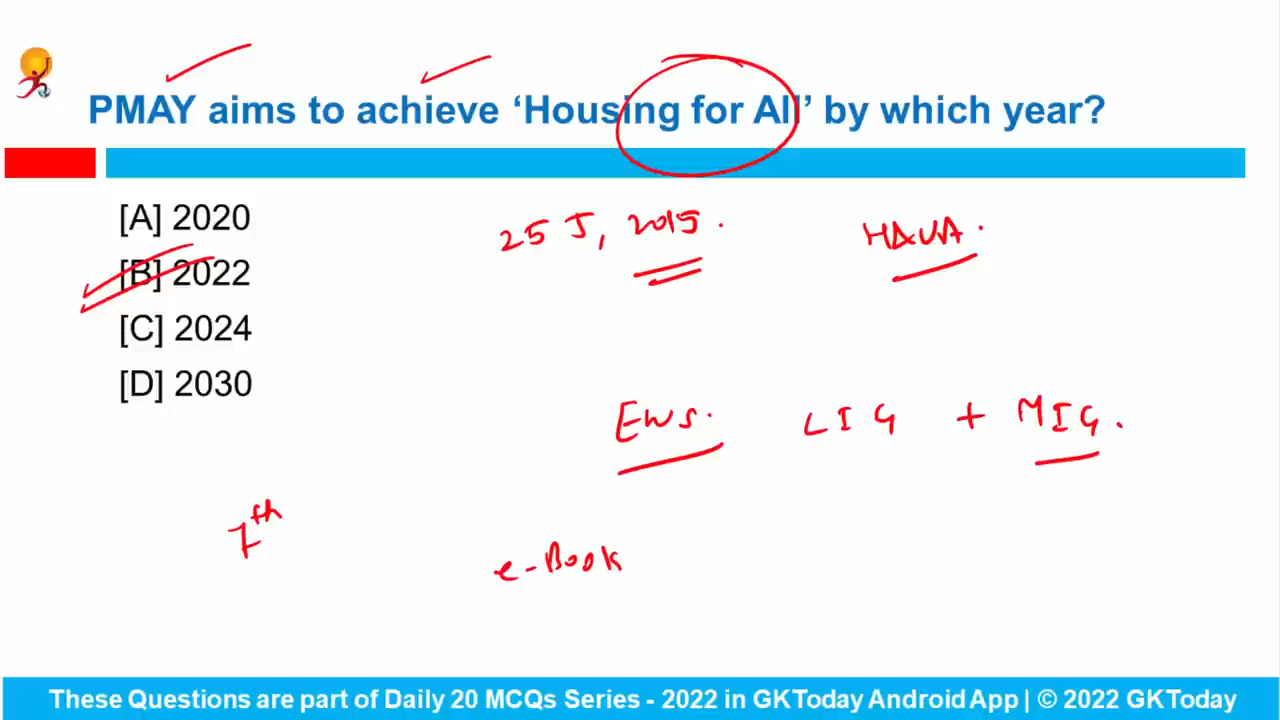 PMAY aims to achieve ‘Housing for All’ by which year?
[A] 2020
25 J, 2015.
HAUA.
[B] 2022
[C] 2024
[D] 2030
EWS. LIG + MIG.
7th
e-Book
These Questions are part of Daily 20 MCQs Series - 2022 in GKToday Android App | © 2022 GKToday